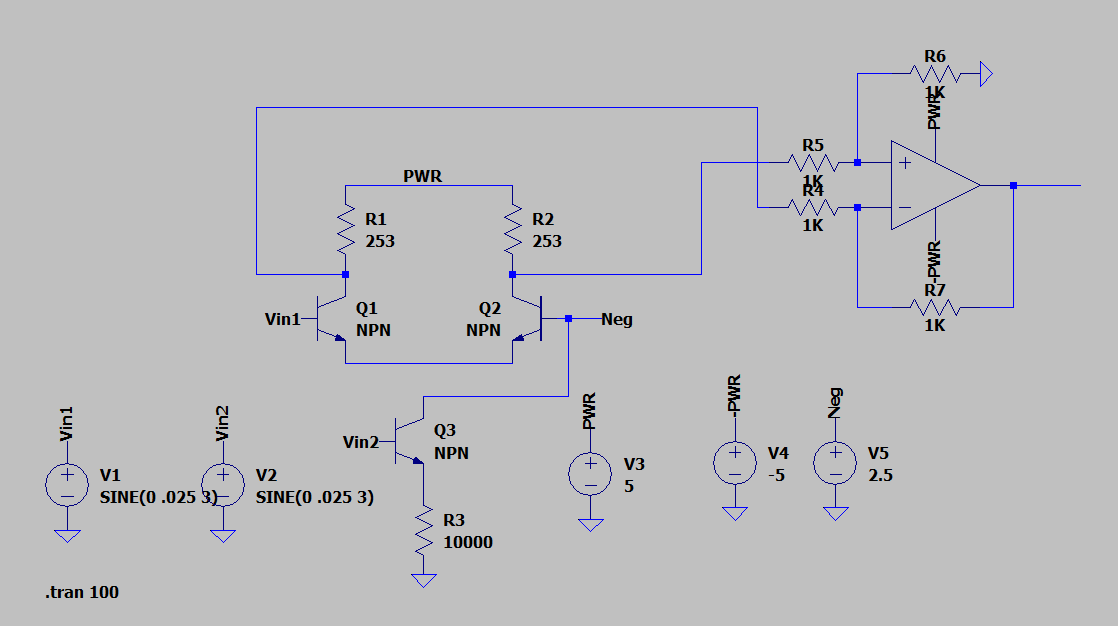 R6
1K
PWR
R5
1K
R4
1K
PWR
R1
253
R2
253
-PWR
R7
1K
Vin1
Q1
NPN
Q2
NPN
Neg
Vin1
Vin2
Vin2
Q3
NPN
PWR
-PWR
Neg
V1
SINE(0 .025 3)
V2
SINE(0 .025 3)
V3
5
V4
-5
V5
2.5
R3
10000
.tran 100